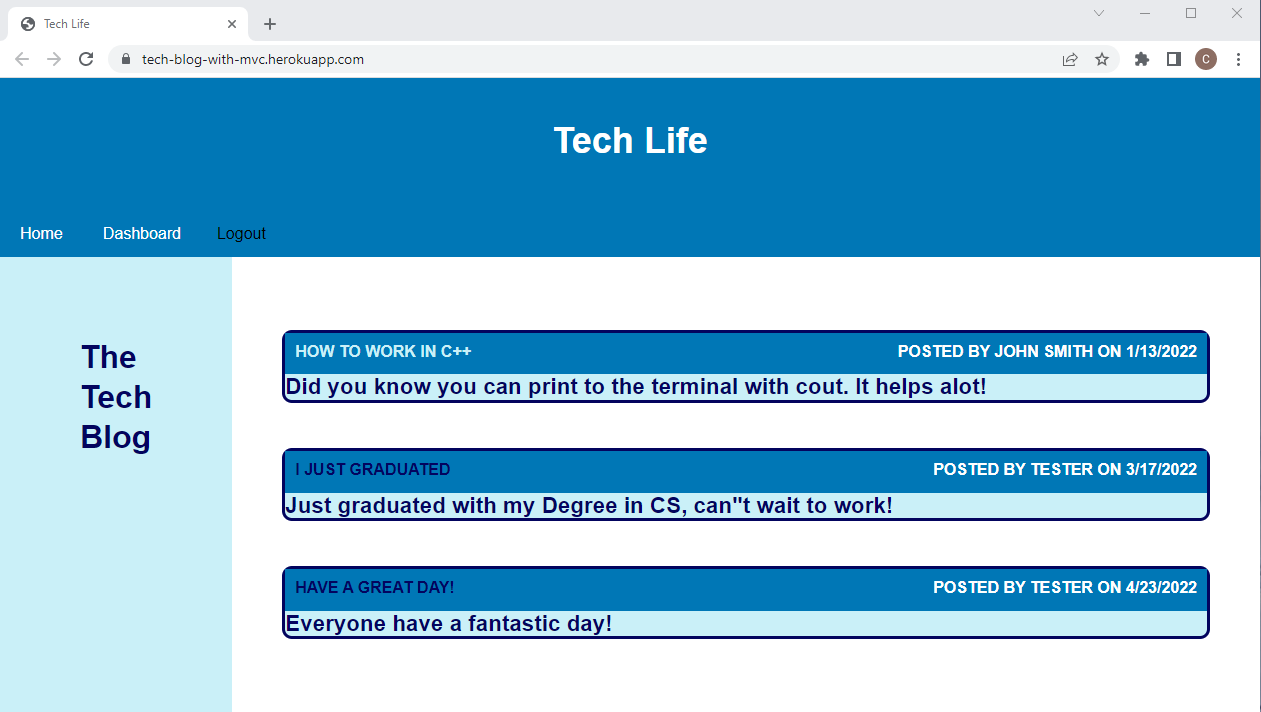 Tech Life
tech-blog-with-mvc.herokuapp.com
C
Tech Life
Home Dashboard Logout
The
Tech
Blog
HOW TO WORK IN C++ POSTED BY JOHN SMITH ON 1/13/2022
Did you know you can print to the terminal with cout. It helps alot!
I JUST GRADUATED POSTED BY TESTER ON 3/17/2022
Just graduated with my Degree in CS, can''t wait to work!
HAVE A GREAT DAY! POSTED BY TESTER ON 4/23/2022
Everyone have a fantastic day!